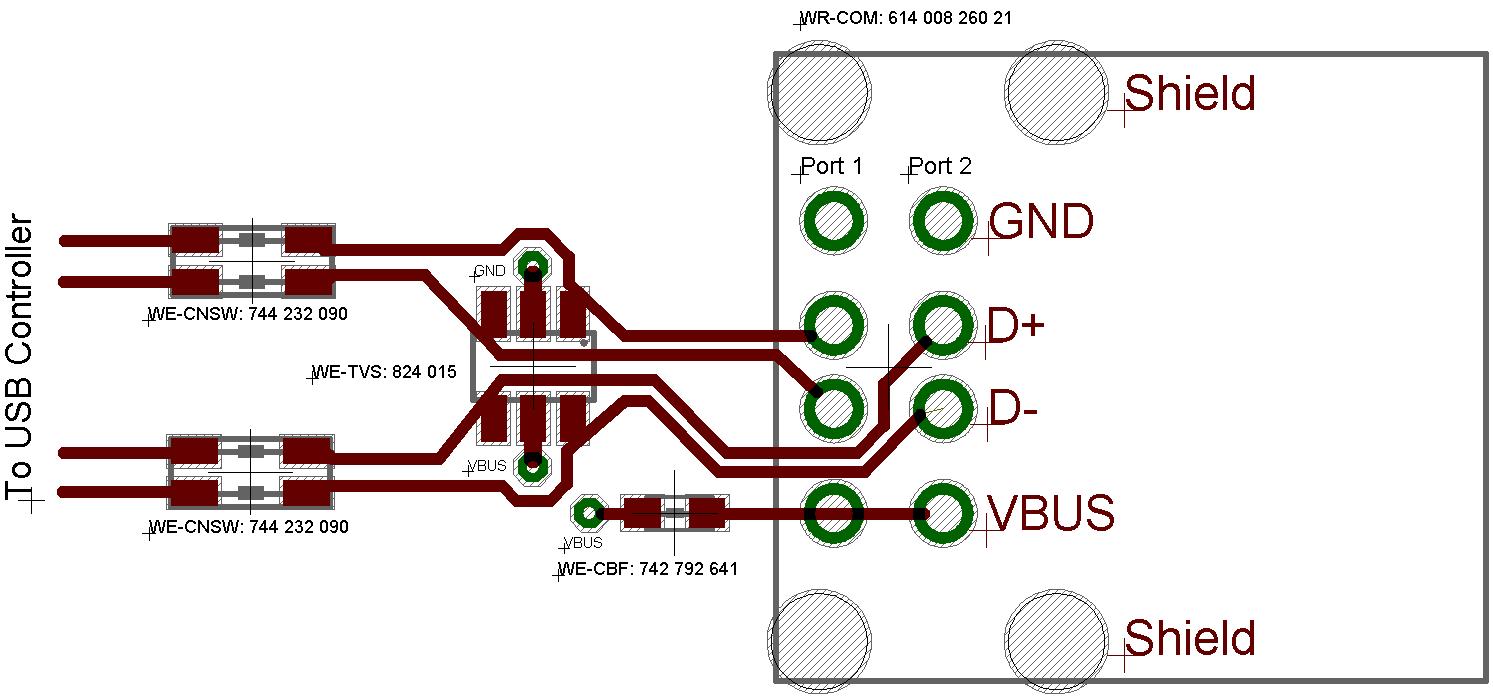 WR-COM: 614 008 260 21
Shield
Port 1 Port 2
GND
To USB Controller
GND
WE-CNSW: 744 232 090
D+
WE-TVS: 824 015
D-
VBUS
VBUS
WE-CNSW: 744 232 090
VBUS
WE-CBF: 742 792 641
Shield